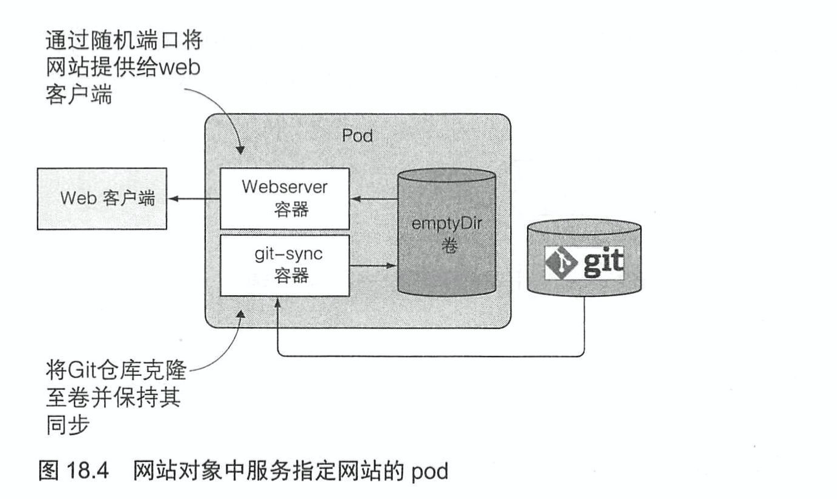 通过随机端口将
网站提供给web
客户端
Pod
Web 客户端
Webserver
容器
git-sync
容器
emptyDir
卷
git
将Git仓库克隆
至卷并保持其
同步
图 18.4 网站对象中服务指定网站的 pod